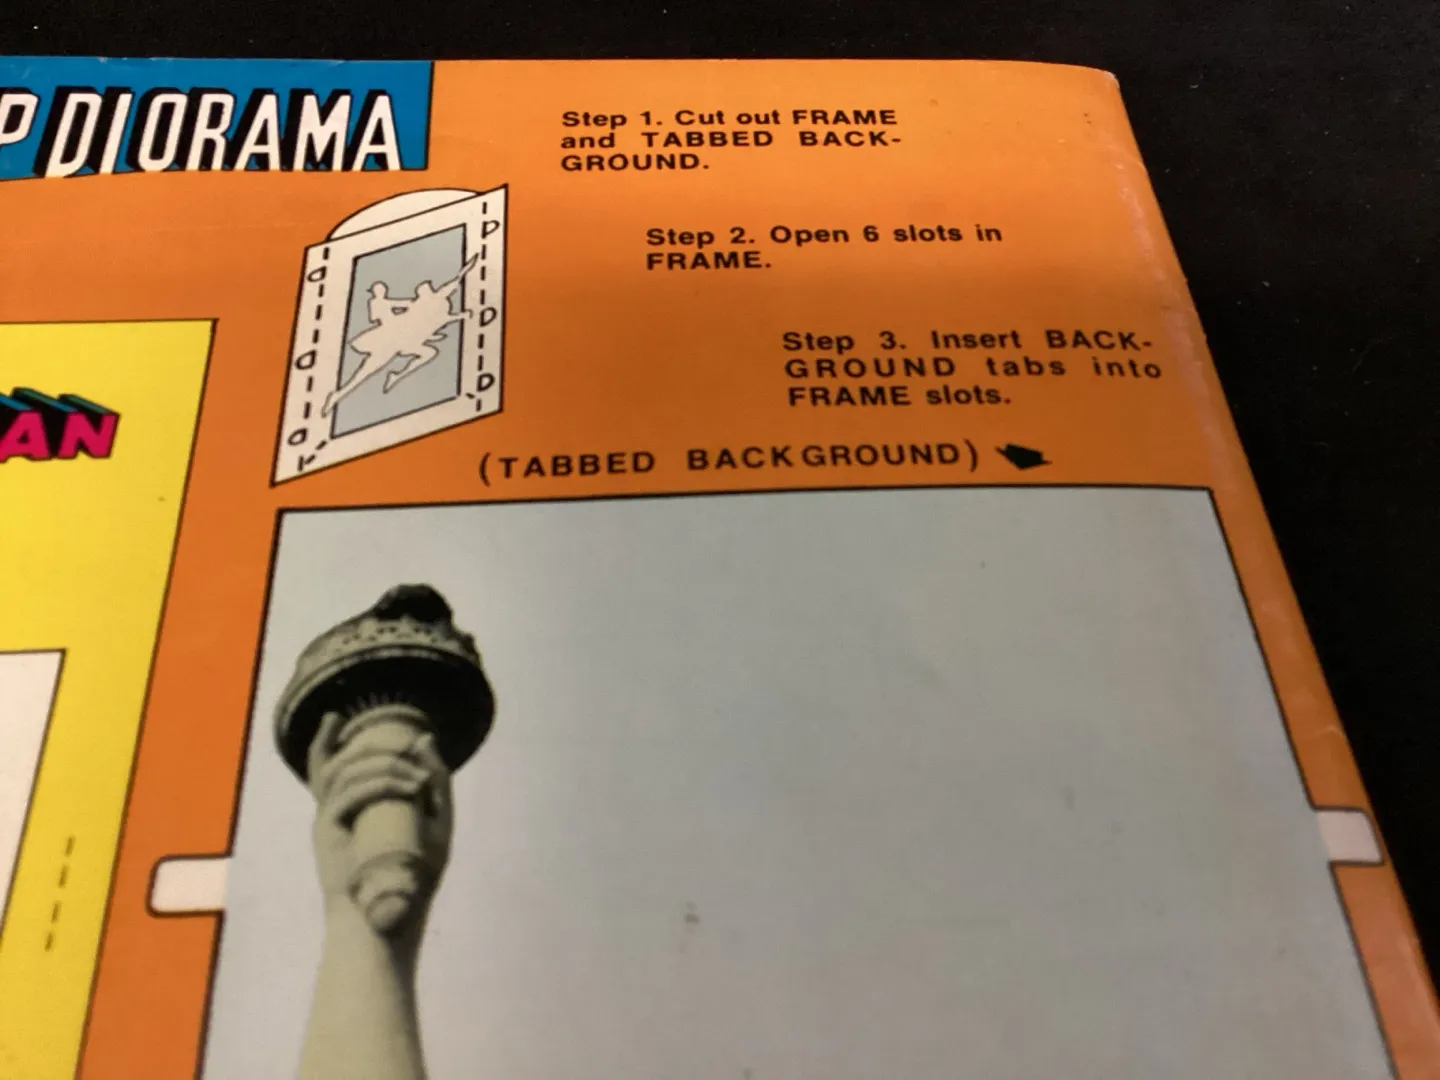 P DIORAMA
Step 1. Cut out FRAME
and TABBED BACK-
GROUND.
Step 2. Open 6 slots in
FRAME.
Step 3. Insert BACK-
GROUND tabs into
FRAME slots.
AN
(TABBED BACKGROUND)